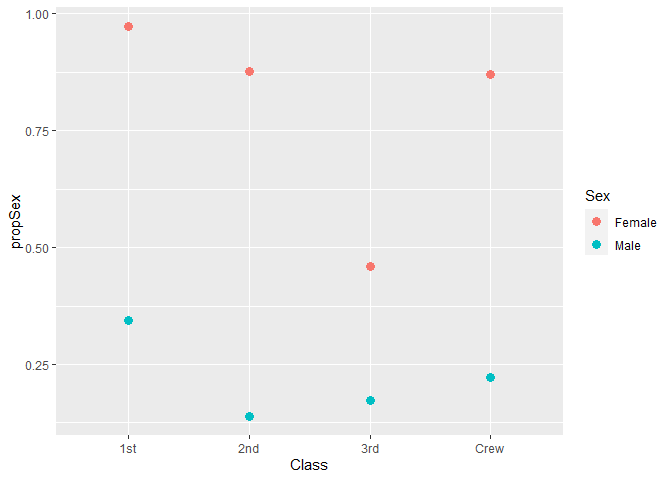 1.00
0.75
0.50
0.25
propSex
1st 2nd 3rd Crew
Class
Sex
Female
Male